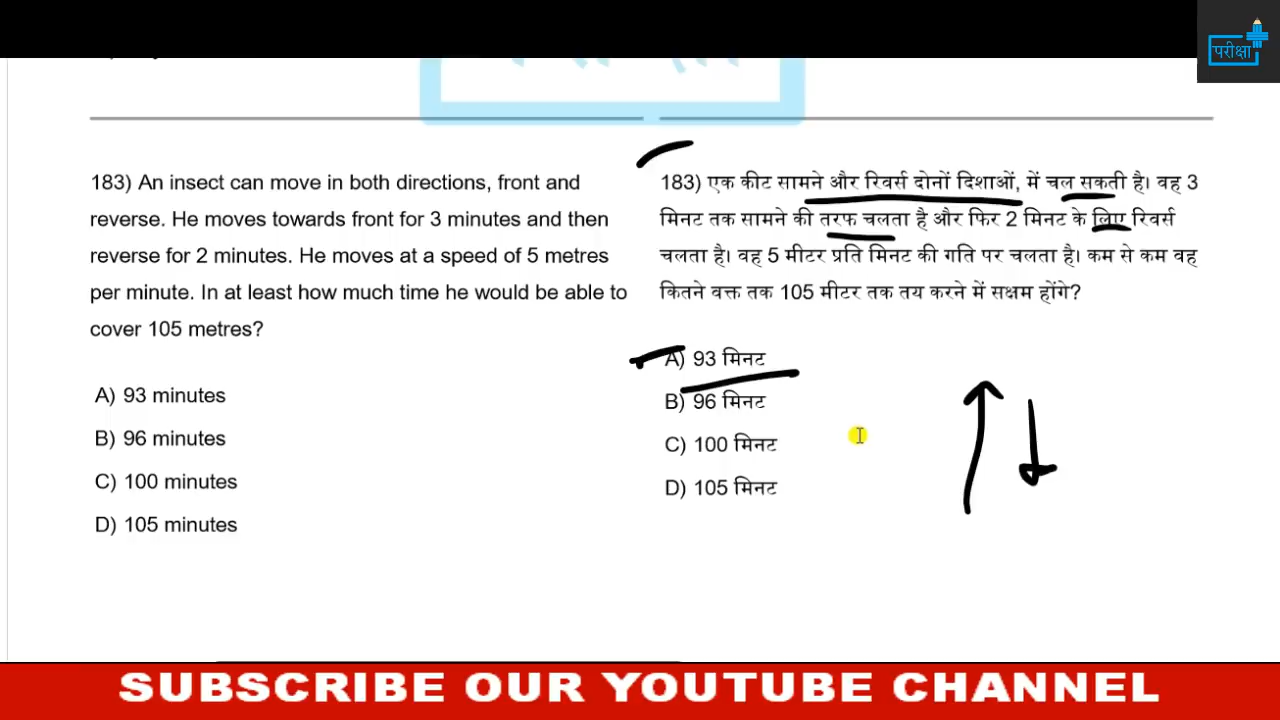 परीक्षा
183) An insect can move in both directions, front and
reverse. He moves towards front for 3 minutes and then
reverse for 2 minutes. He moves at a speed of 5 metres
per minute. In at least how much time he would be able to
cover 105 metres?
A) 93 minutes
B) 96 minutes
C) 100 minutes
D) 105 minutes
183) एक कीट सामने और रिवर्स दोनों दिशाओं, में चल सकती है। वह 3
मिनट तक सामने की तरफ चलता है और फिर 2 मिनट के लिए रिवर्स
चलता है। वह 5 मीटर प्रति मिनट की गति पर चलता है। कम से कम वह
कितने वक्त तक 105 मीटर तक तय करने में सक्षम होंगे?
A) 93 मिनट
B) 96 मिनट
C) 100 मिनट
D) 105 मिनट
SUBSCRIBE OUR YOUTUBE CHANNEL